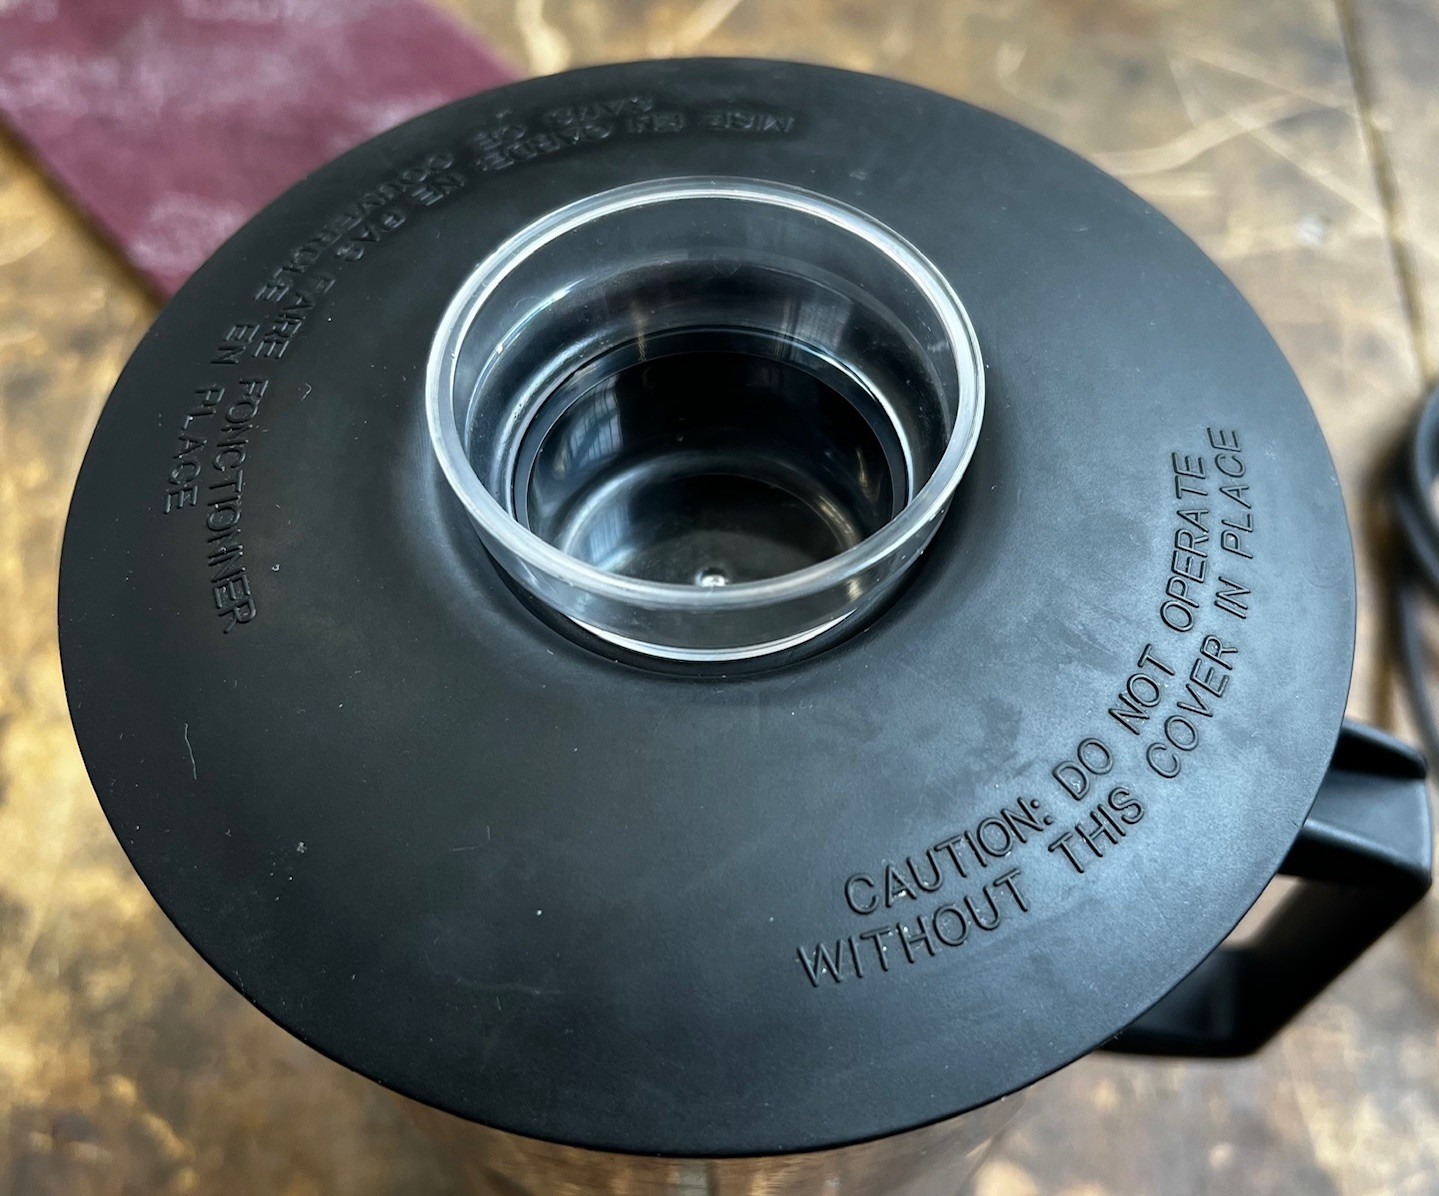 CAUTION: DO NOT OPERATE
WITHOUT THIS COVER IN PLACE
MISE EN GARDE: NE PAS FAIRE FONCTIONNER
SANS CE COUVERCLE EN PLACE